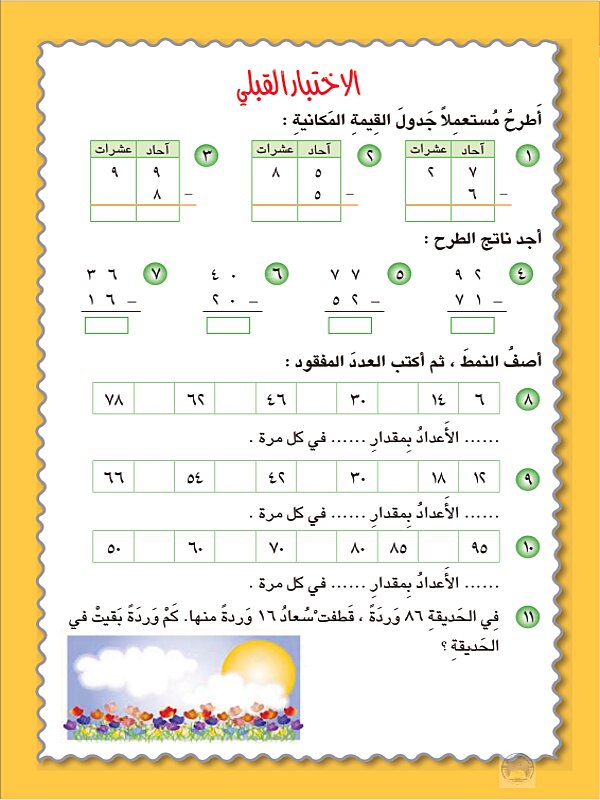 الاختبار القبلي
أَطرحُ مُستعمِلاً جَدولَ القِيمةِ المَكانيةِ :
١ آحاد عشرات ٢ آحاد عشرات ٣ آحاد عشرات
٢ ٧ ٨ ٥ ٩ ٩
٦ − ٥ − ٨ −
أجد ناتج الطرح :
٤ ٩٢ ٥ ٧٧ ٦ ٤٠ ٧ ٣٦
٧١ − ٥٢ − ٢٠ − ١٦ −
أصفُ النمطَ ، ثم أكتب العددَ المفقود :
٨ ٦ ١٤ ٣٠ ٤٦ ٦٢ ٧٨
...... الأَعدادُ بِمقدارِ ...... في كل مرة .
٩ ١٢ ١٨ ٣٠ ٤٢ ٥٤ ٦٦
...... الأَعدادُ بِمقدارِ ...... في كل مرة .
١٠ ٩٥ ٨٥ ٨٠ ٧٠ ٦٠ ٥٠
...... الأَعدادُ بِمقدارِ ...... في كل مرة .
١١ فِي الحَديقةِ ٨٦ وَردَةً ، قَطفتْ سُعادُ ١٦ وَردةً منها. كَمْ وَردَةً بَقيتْ في
الحَديقةِ ؟